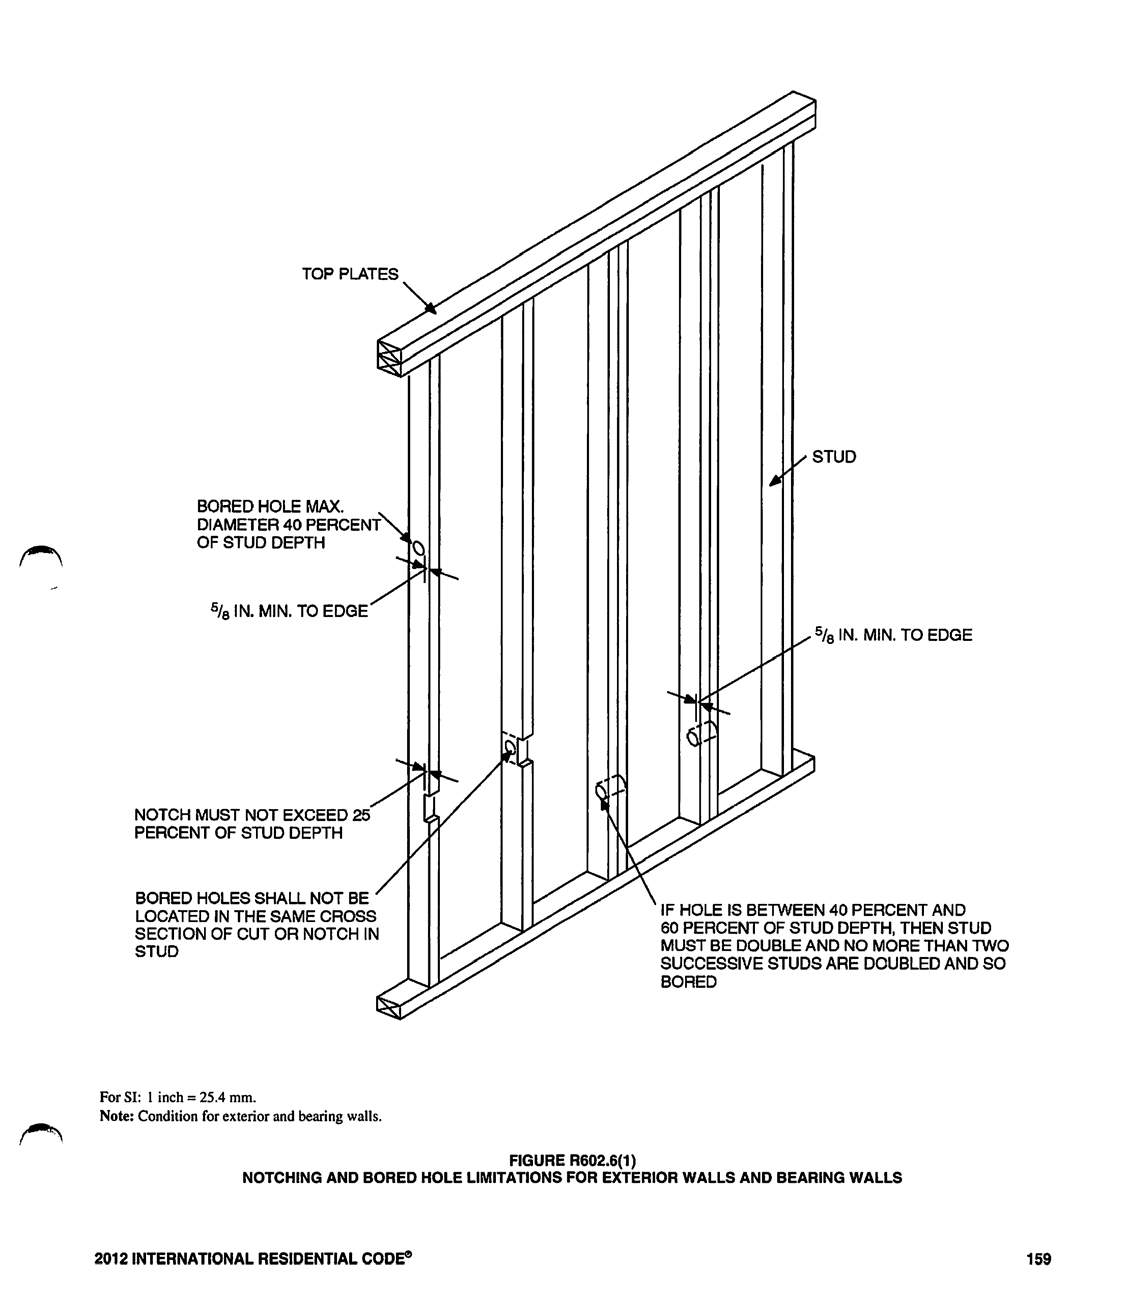 TOP PLATES
STUD
BORED HOLE MAX.
DIAMETER 40 PERCENT
OF STUD DEPTH
5/8 IN. MIN. TO EDGE
5/8 IN. MIN. TO EDGE
NOTCH MUST NOT EXCEED 25
PERCENT OF STUD DEPTH
BORED HOLES SHALL NOT BE
LOCATED IN THE SAME CROSS
SECTION OF CUT OR NOTCH IN
STUD
IF HOLE IS BETWEEN 40 PERCENT AND
60 PERCENT OF STUD DEPTH, THEN STUD
MUST BE DOUBLE AND NO MORE THAN TWO
SUCCESSIVE STUDS ARE DOUBLED AND SO
BORED
For SI: 1 inch = 25.4 mm.
Note: Condition for exterior and bearing walls.
FIGURE R602.6(1)
NOTCHING AND BORED HOLE LIMITATIONS FOR EXTERIOR WALLS AND BEARING WALLS
2012 INTERNATIONAL RESIDENTIAL CODE® 159